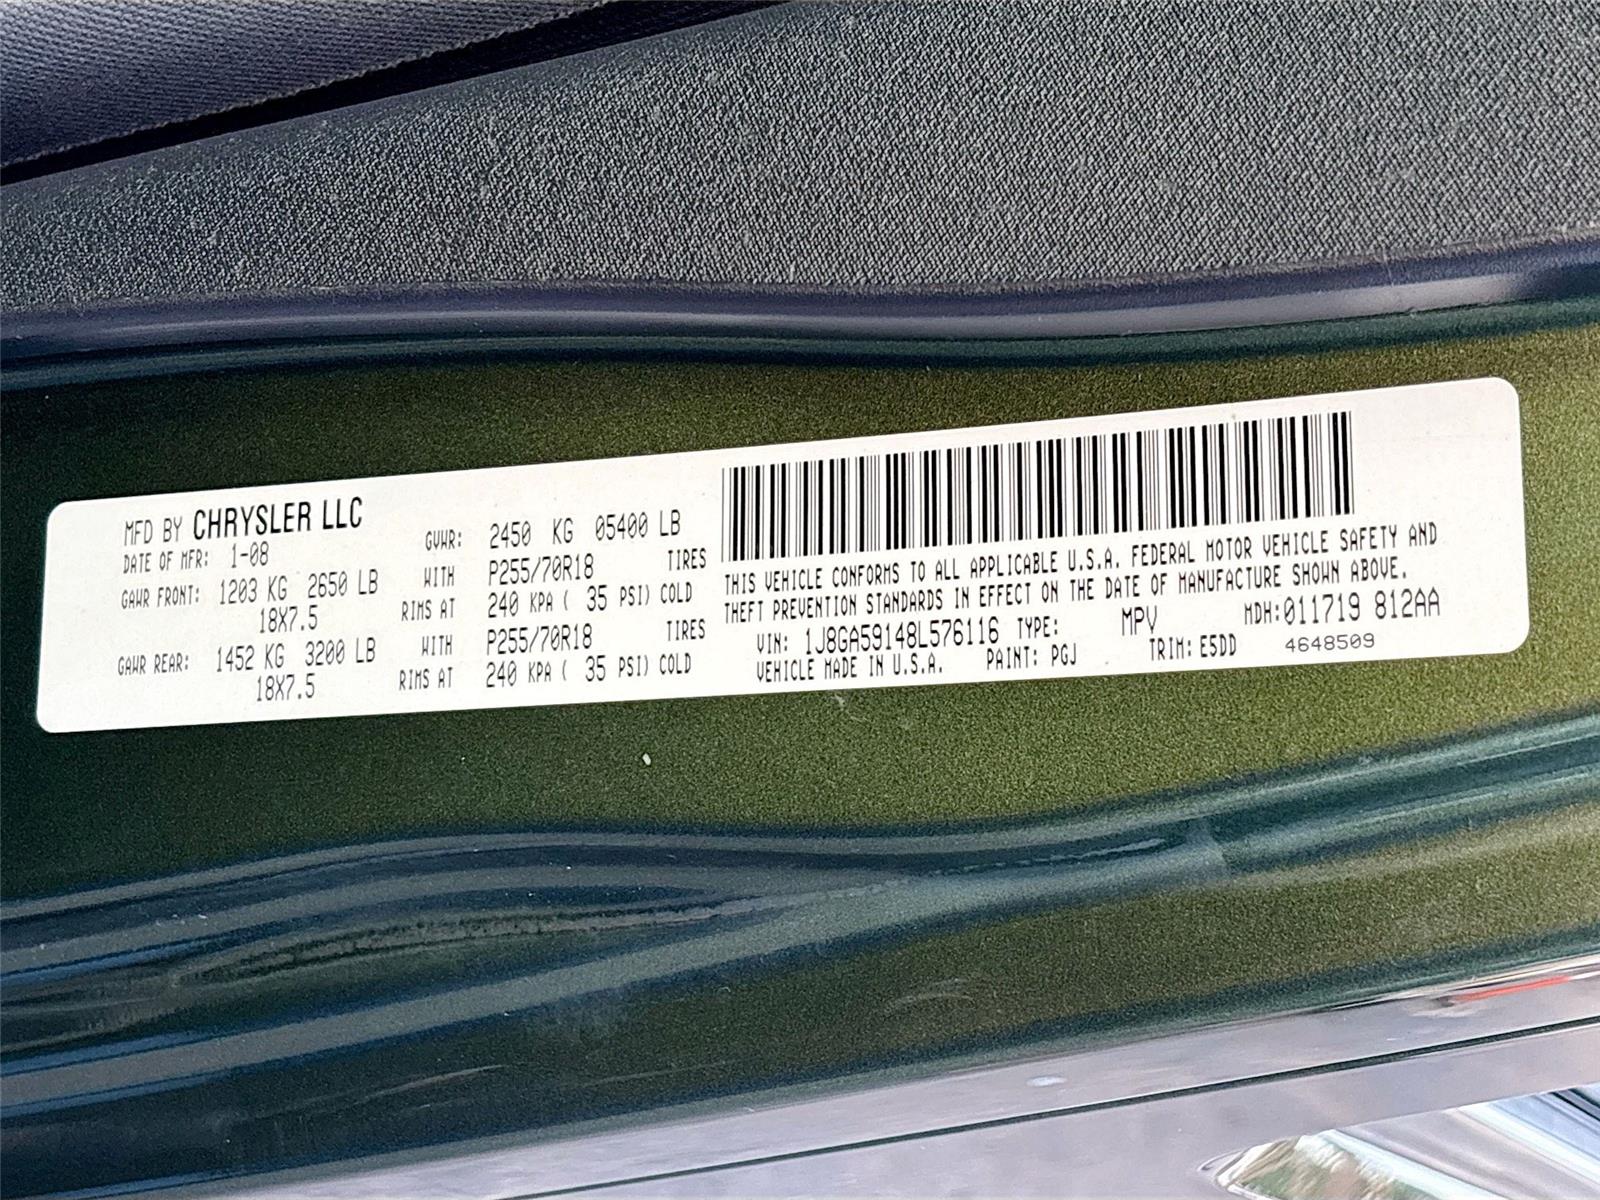 MFD BY CHRYSLER LLC
DATE OF MFR: 1-08
GAWR FRONT: 1203 KG 2650 LB
18X7.5
GAWR REAR: 1452 KG 3200 LB
18X7.5
GVWR: 2450 KG 05400 LB
WITH P255/70R18 TIRES
RIMS AT 240 KPA ( 35 PSI) COLD
WITH P255/70R18 TIRES
RIMS AT 240 KPA ( 35 PSI) COLD
THIS VEHICLE CONFORMS TO ALL APPLICABLE U.S.A. FEDERAL MOTOR VEHICLE SAFETY AND
THEFT PREVENTION STANDARDS IN EFFECT ON THE DATE OF MANUFACTURE SHOWN ABOVE.
VIN: 1J8GA59148L576116 TYPE: MPV MDH:011719 812AA
VEHICLE MADE IN U.S.A. PAINT: PGJ TRIM: E5DD 4648509